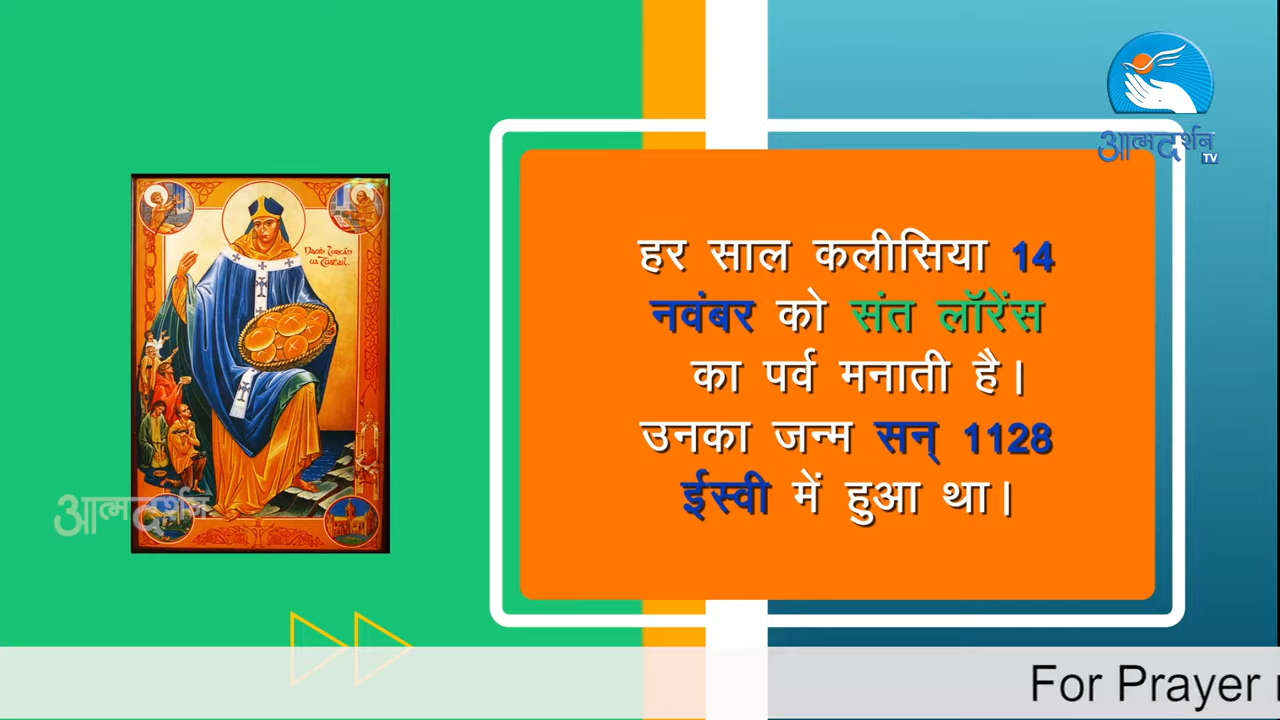 आत्मदर्शन
TV
हर साल कलीसिया 14
नवंबर को संत लॉरेंस
का पर्व मनाती है।
उनका जन्म सन् 1128
ईस्वी में हुआ था।
आत्मदर्शन
For Prayer